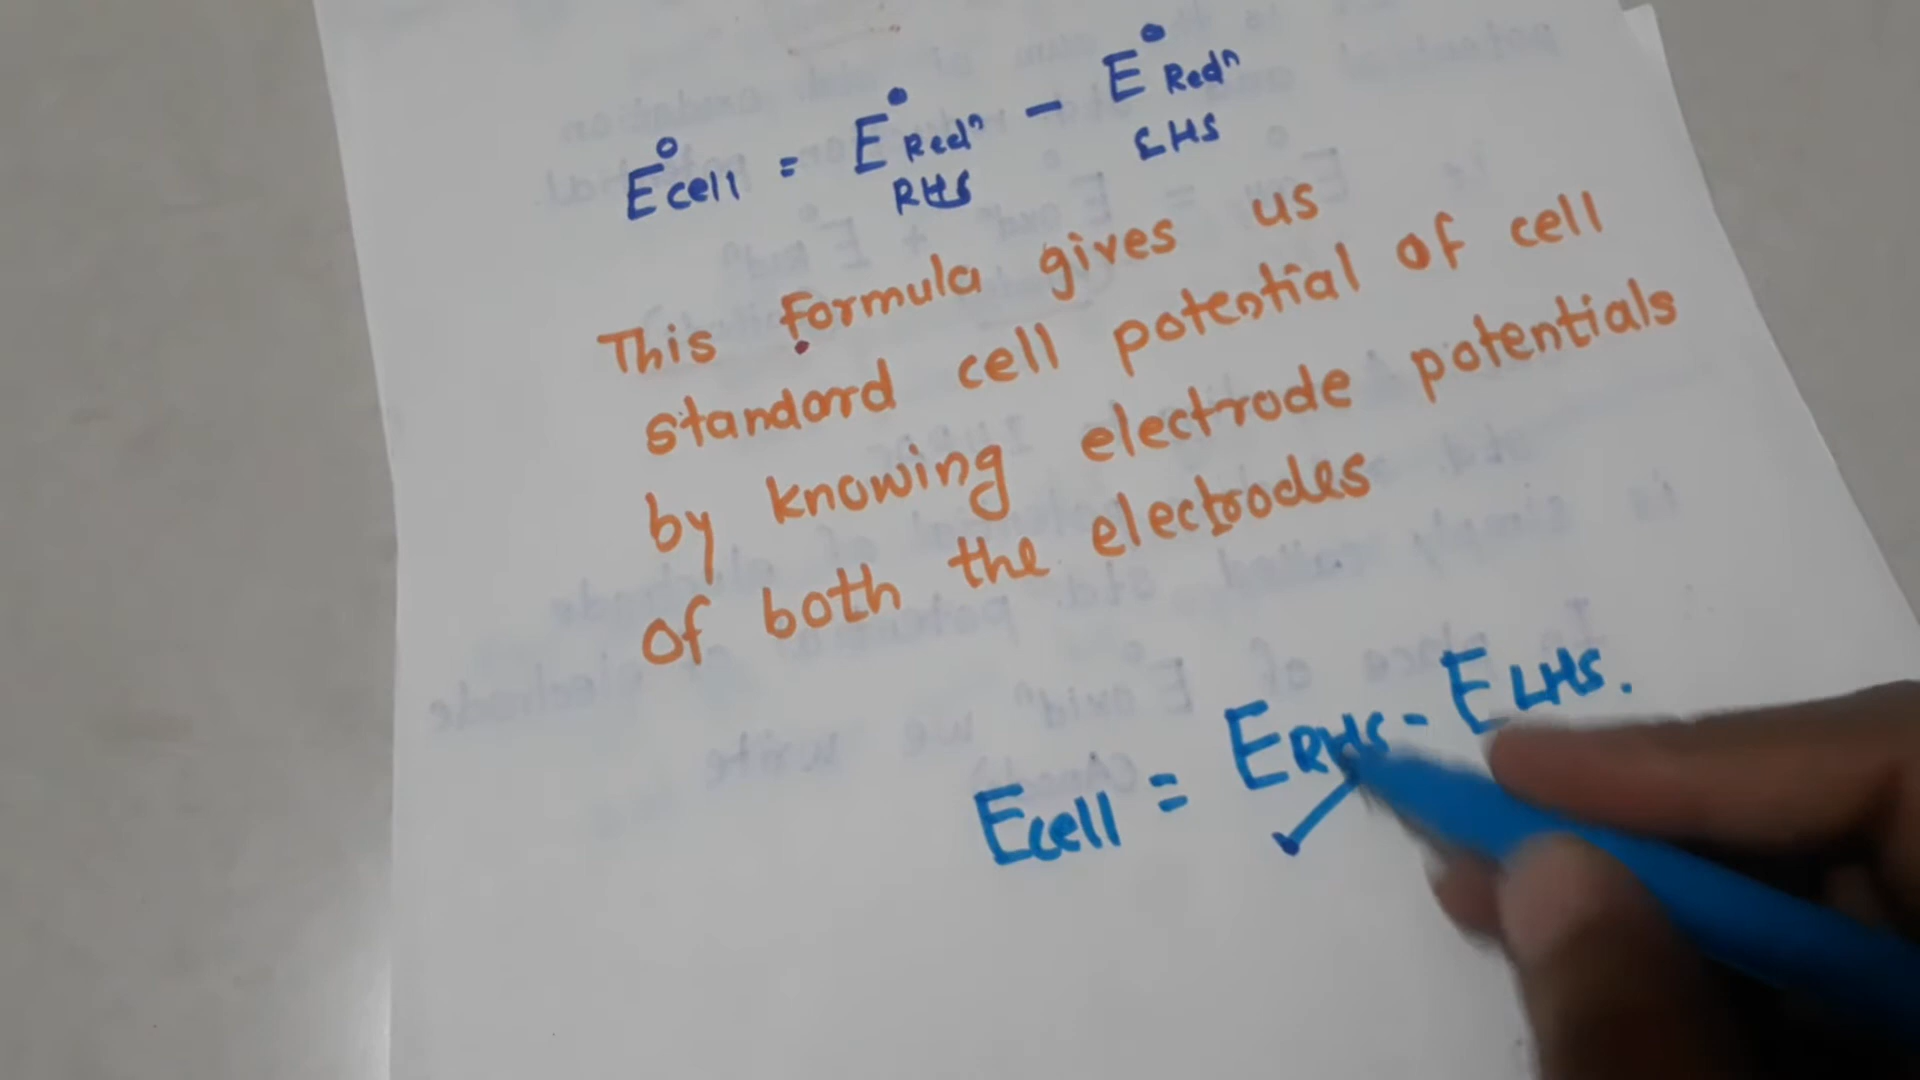 E°cell = E°Redⁿ - E°Redⁿ
RHS LHS
This formula gives us
standard cell potential of cell
by knowing electrode potentials
of both the electrodes
Ecell = ERHS - ELHS.